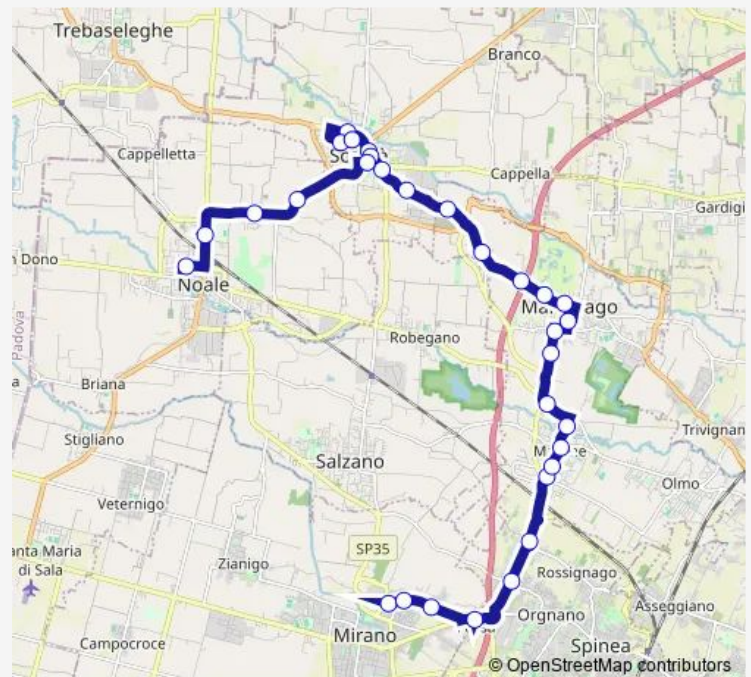 Trebaseleghe
Branco
Cappelletta
Cappella
Gardigi
Dono
Noale
Robegano
Padova
Briana
Stigliano
Trivignan
Salzano
Olmo
Veternigo
SP35
anta Maria
di Sala
Zianigo
Rossignago
Asseggiano
Orgnano
Mirano
Campocroce
Spinea
© OpenStreetMap contributors